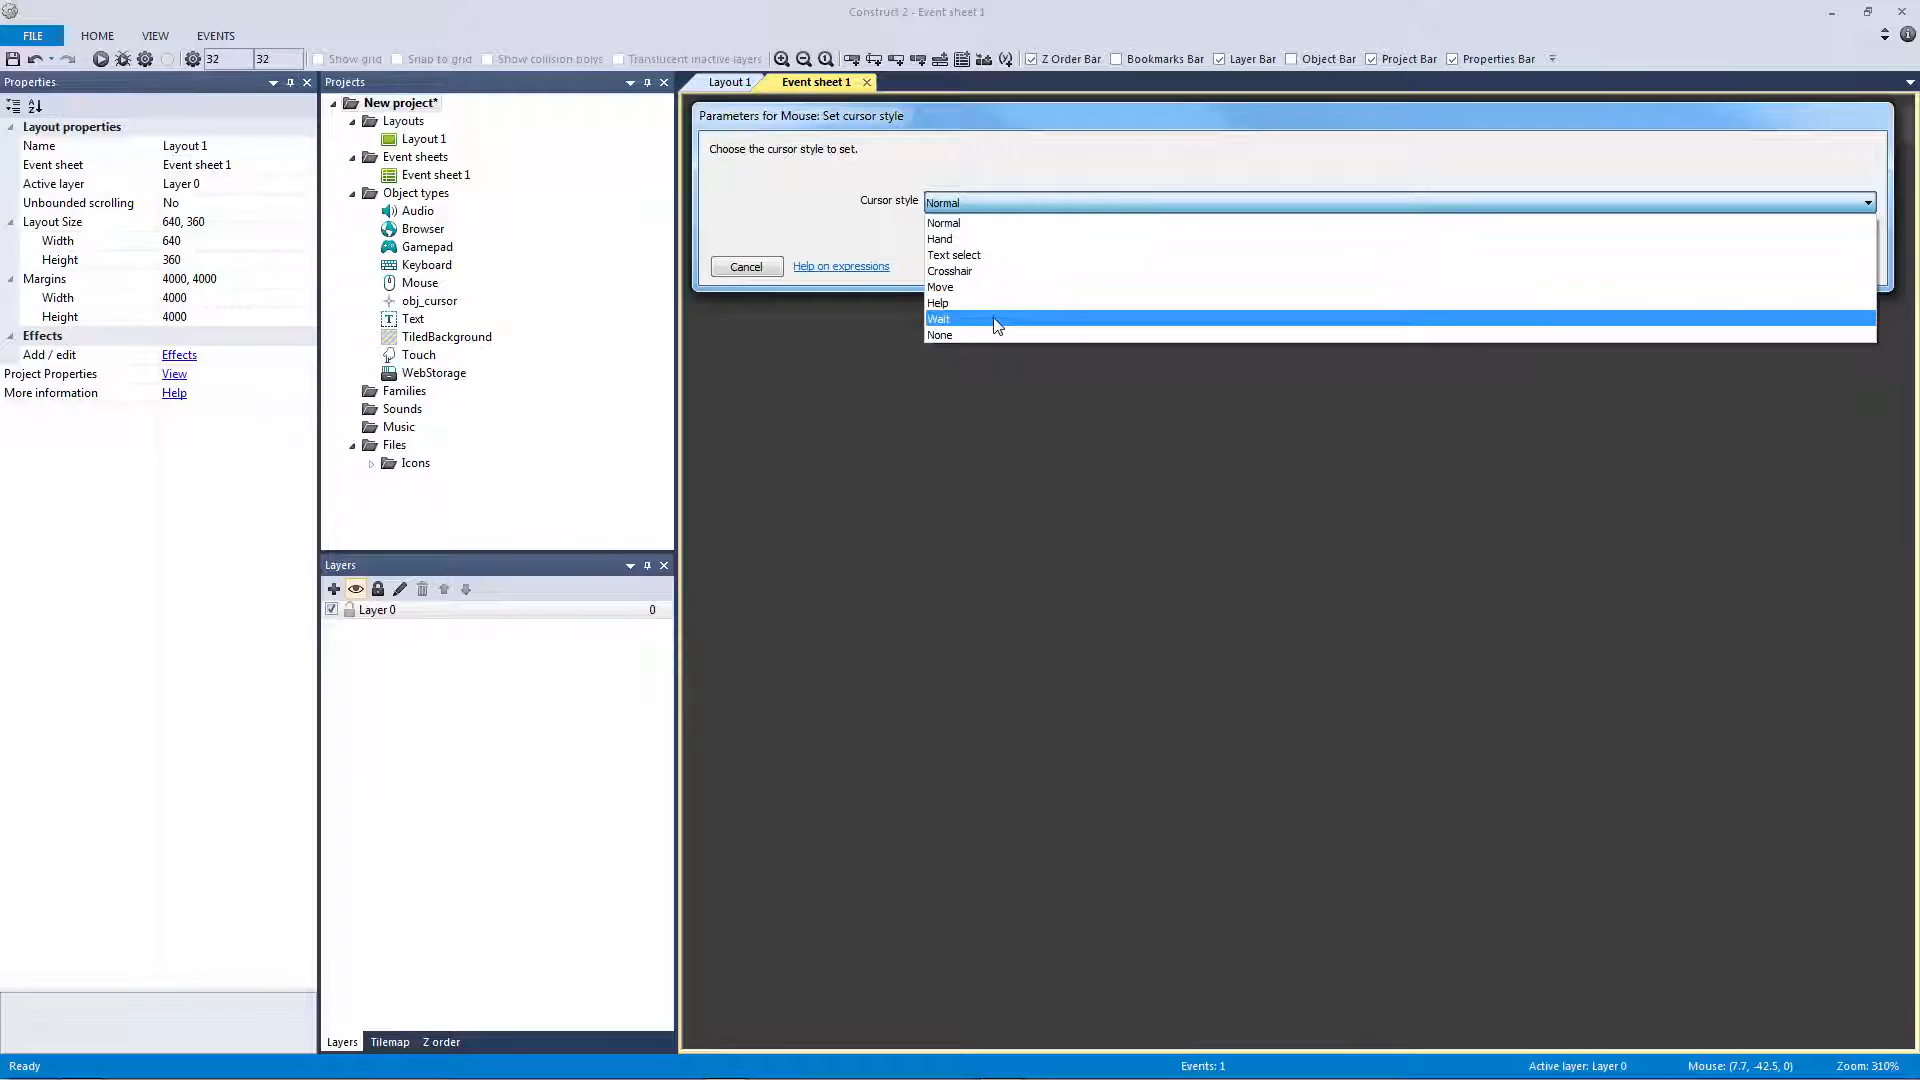 Construct 2 - Event sheet 1
FILE HOME VIEW EVENTS
32 32 Show grid Snap to grid Show collision polys Translucent inactive layers Z Order Bar Bookmarks Bar Layer Bar Object Bar Project Bar Properties Bar
Properties
Layout properties
Name Layout 1
Event sheet Event sheet 1
Active layer Layer 0
Unbounded scrolling No
Layout Size 640, 360
Width 640
Height 360
Margins 4000, 4000
Width 4000
Height 4000
Effects
Add / edit Effects
Project Properties View
More information Help
Projects
New project*
Layouts
Layout 1
Event sheets
Event sheet 1
Object types
Audio
Browser
Gamepad
Keyboard
Mouse
obj_cursor
Text
TiledBackground
Touch
WebStorage
Families
Sounds
Music
Files
Icons
Layers
Layer 0 0
Layers Tilemap Z order
Layout 1 Event sheet 1
Parameters for Mouse: Set cursor style
Choose the cursor style to set.
Cursor style Normal
Normal
Hand
Text select
Crosshair
Move
Help
Wait
None
Cancel Help on expressions
Ready Events: 1 Active layer: Layer 0 Mouse: (7.7, -42.5, 0) Zoom: 310%